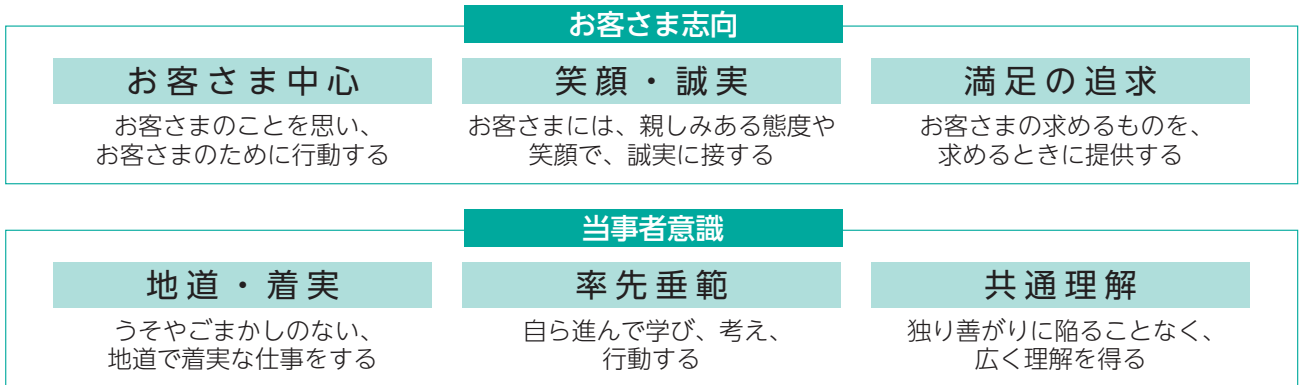 お客さま志向
お客さま中心
お客さまのことを思い、
お客さまのために行動する
笑顔・誠実
お客さまには、親しみある態度や
笑顔で、誠実に接する
満足の追求
お客さまの求めるものを、
求めるときに提供する
当事者意識
地道・着実
うそやごまかしのない、
地道で着実な仕事をする
率先垂範
自ら進んで学び、考え、
行動する
共通理解
独り善がりに陥ることなく、
広く理解を得る